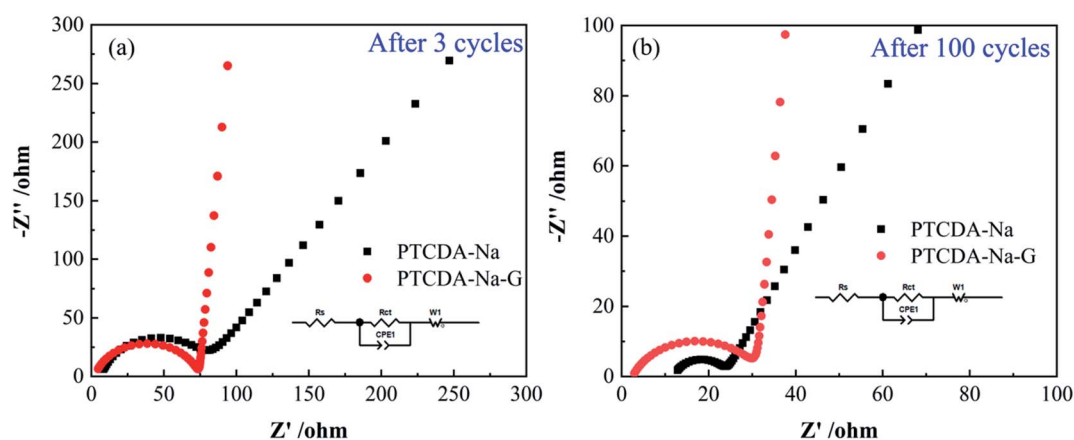 (a)
After 3 cycles
300
250
200
150
100
50
0
-Z'' /ohm
PTCDA-Na
PTCDA-Na-G
Rs
Rct
W1
CPE1
0 50 100 150 200 250 300
Z' /ohm
(b)
After 100 cycles
100
80
60
40
20
0
-Z'' /ohm
PTCDA-Na
PTCDA-Na-G
Rs
Rct
W1
CPE1
0 20 40 60 80 100
Z' /ohm